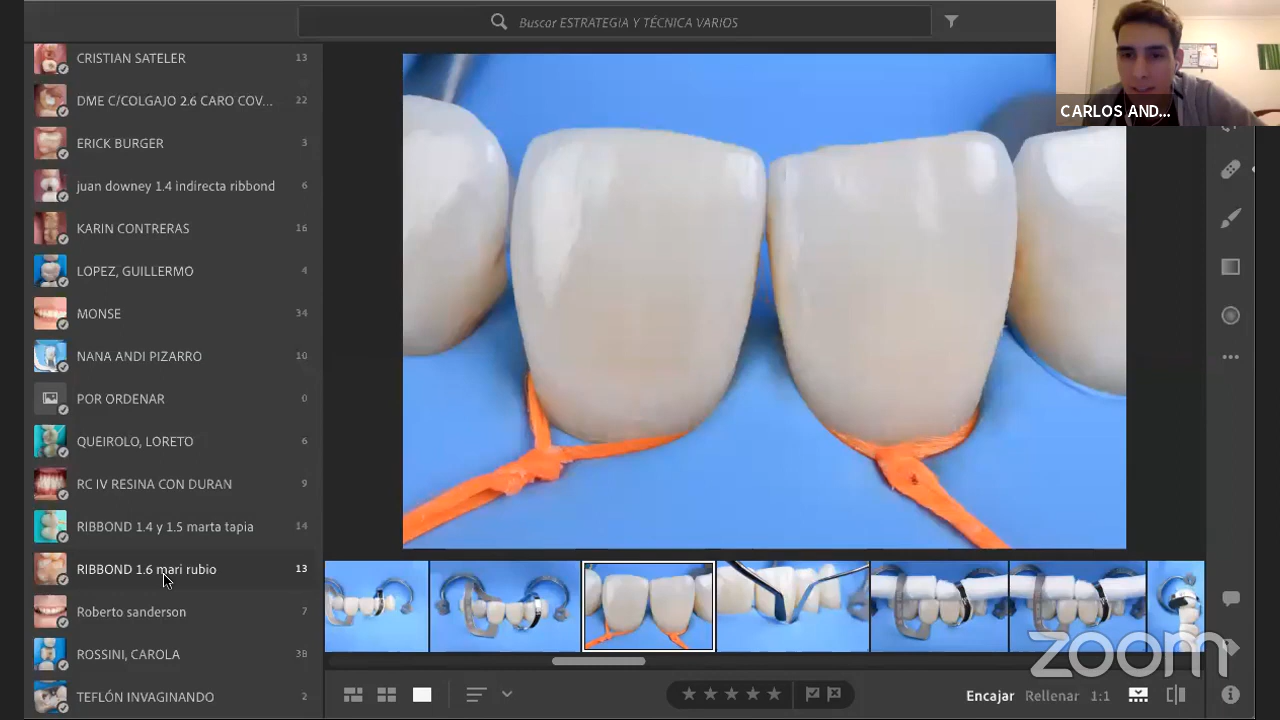 Buscar ESTRATEGIA Y TÉCNICA VARIOS
CARLOS AND...
CRISTIAN SATELER 13
DME C/COLGAJO 2.6 CARO COV... 22
ERICK BURGER 3
juan downey 1.4 indirecta ribbond 6
KARIN CONTRERAS 16
LOPEZ, GUILLERMO 4
MONSE 34
NANA ANDI PIZARRO 10
POR ORDENAR 0
QUEIROLO, LORETO 6
RC IV RESINA CON DURAN 9
RIBBOND 1.4 y 1.5 marta tapia 14
RIBBOND 1.6 mari rubio 13
Roberto sanderson 7
ROSSINI, CAROLA 38
TEFLÓN INVAGINANDO 2
zoom
Encajar Rellenar 1:1